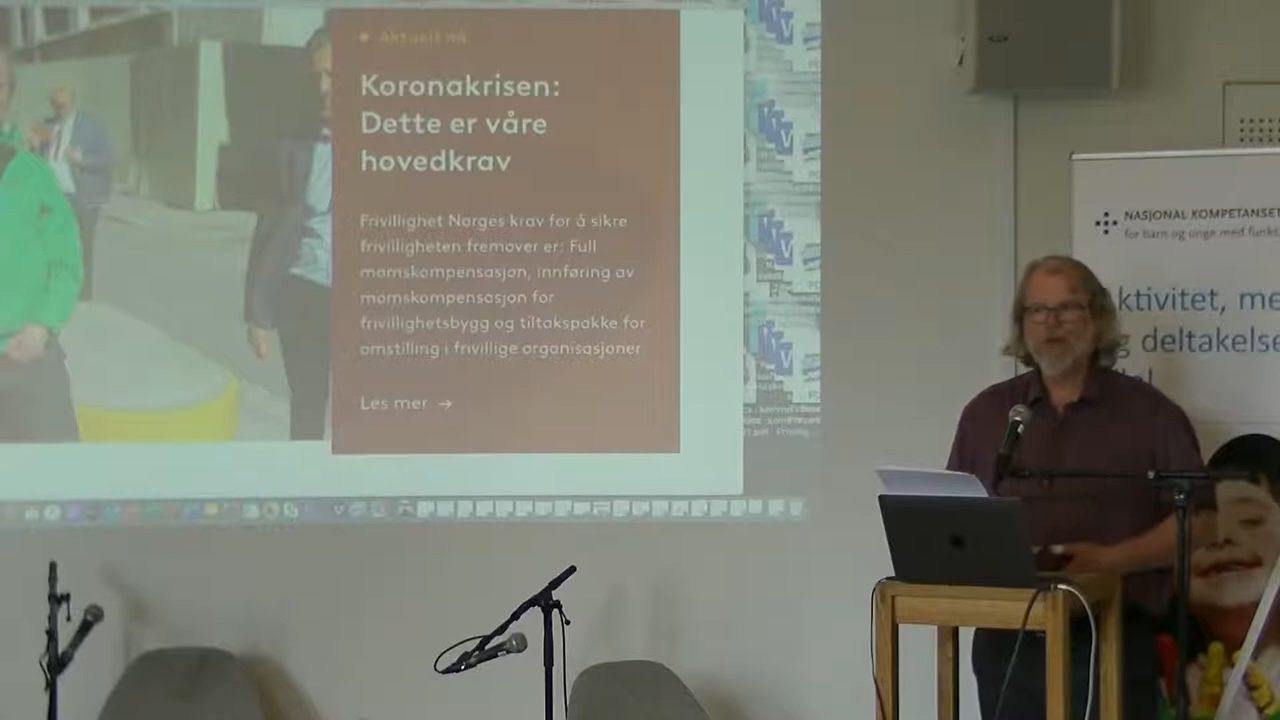 Aktuelt nå
Koronakrisen:
Dette er våre
hovedkrav
Frivillighet Norges krav for å sikre
frivilligheten fremover er: Full
momskompensasjon, innføring av
momskompensasjon for
frivillighetsbygg og tiltakspakke for
omstilling i frivillige organisasjoner
Les mer →
NASJONAL KOMPETANSE
for barn og unge med funks
ktivitet, me
g deltakelse